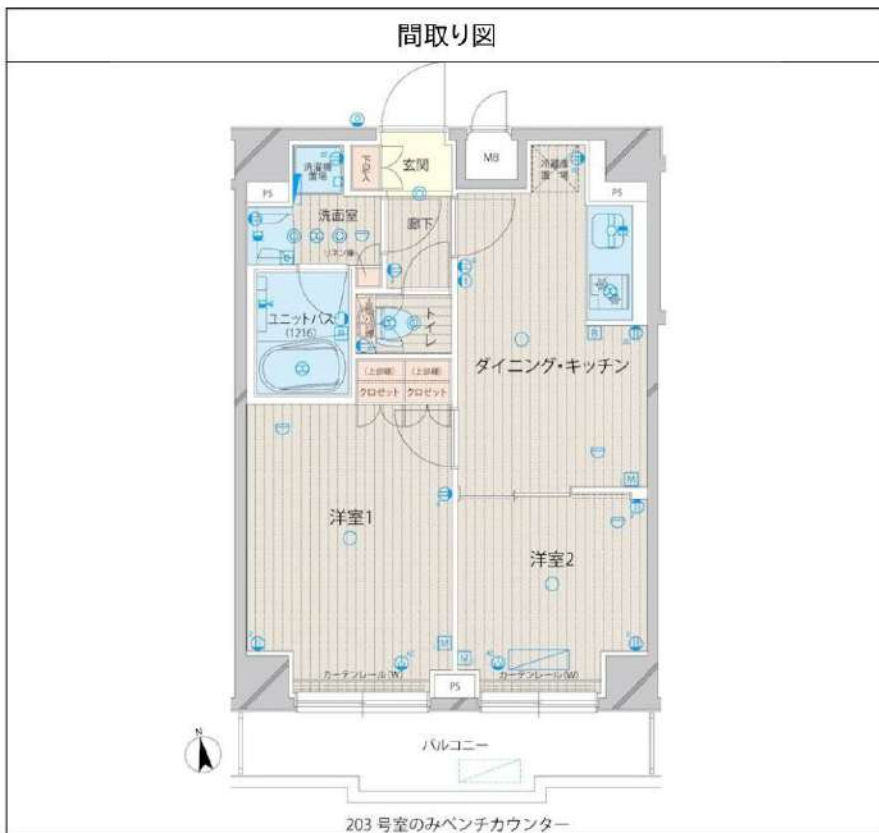 間取り図
MB
冷蔵庫
置場
玄関
下足入
洗濯機
置場
PS
PS
洗面室
廊下
リネン庫
トイレ
ユニットバス
(1216)
ダイニング・キッチン
(上部棚)
(上部棚)
クロゼット
クロゼット
M
洋室1
洋室2
M
M
カーテンレール(W)
カーテンレール(W)
PS
N
バルコニー
203 号室のみベンチカウンター